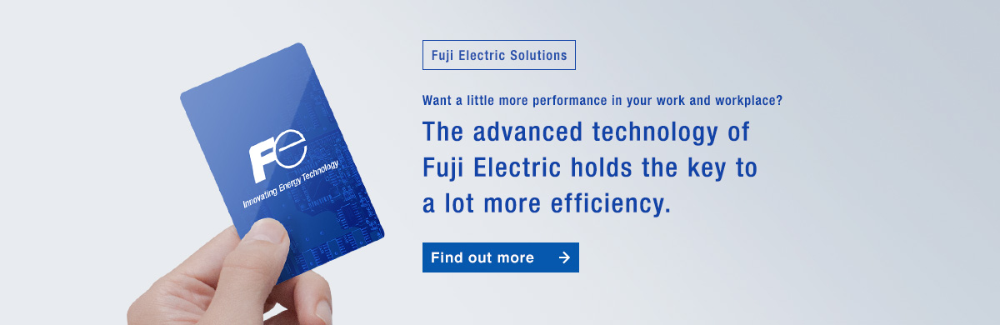 Fe
Innovating Energy Technology
Fuji Electric Solutions
Want a little more performance in your work and workplace?
The advanced technology of
Fuji Electric holds the key to
a lot more efficiency.
Find out more